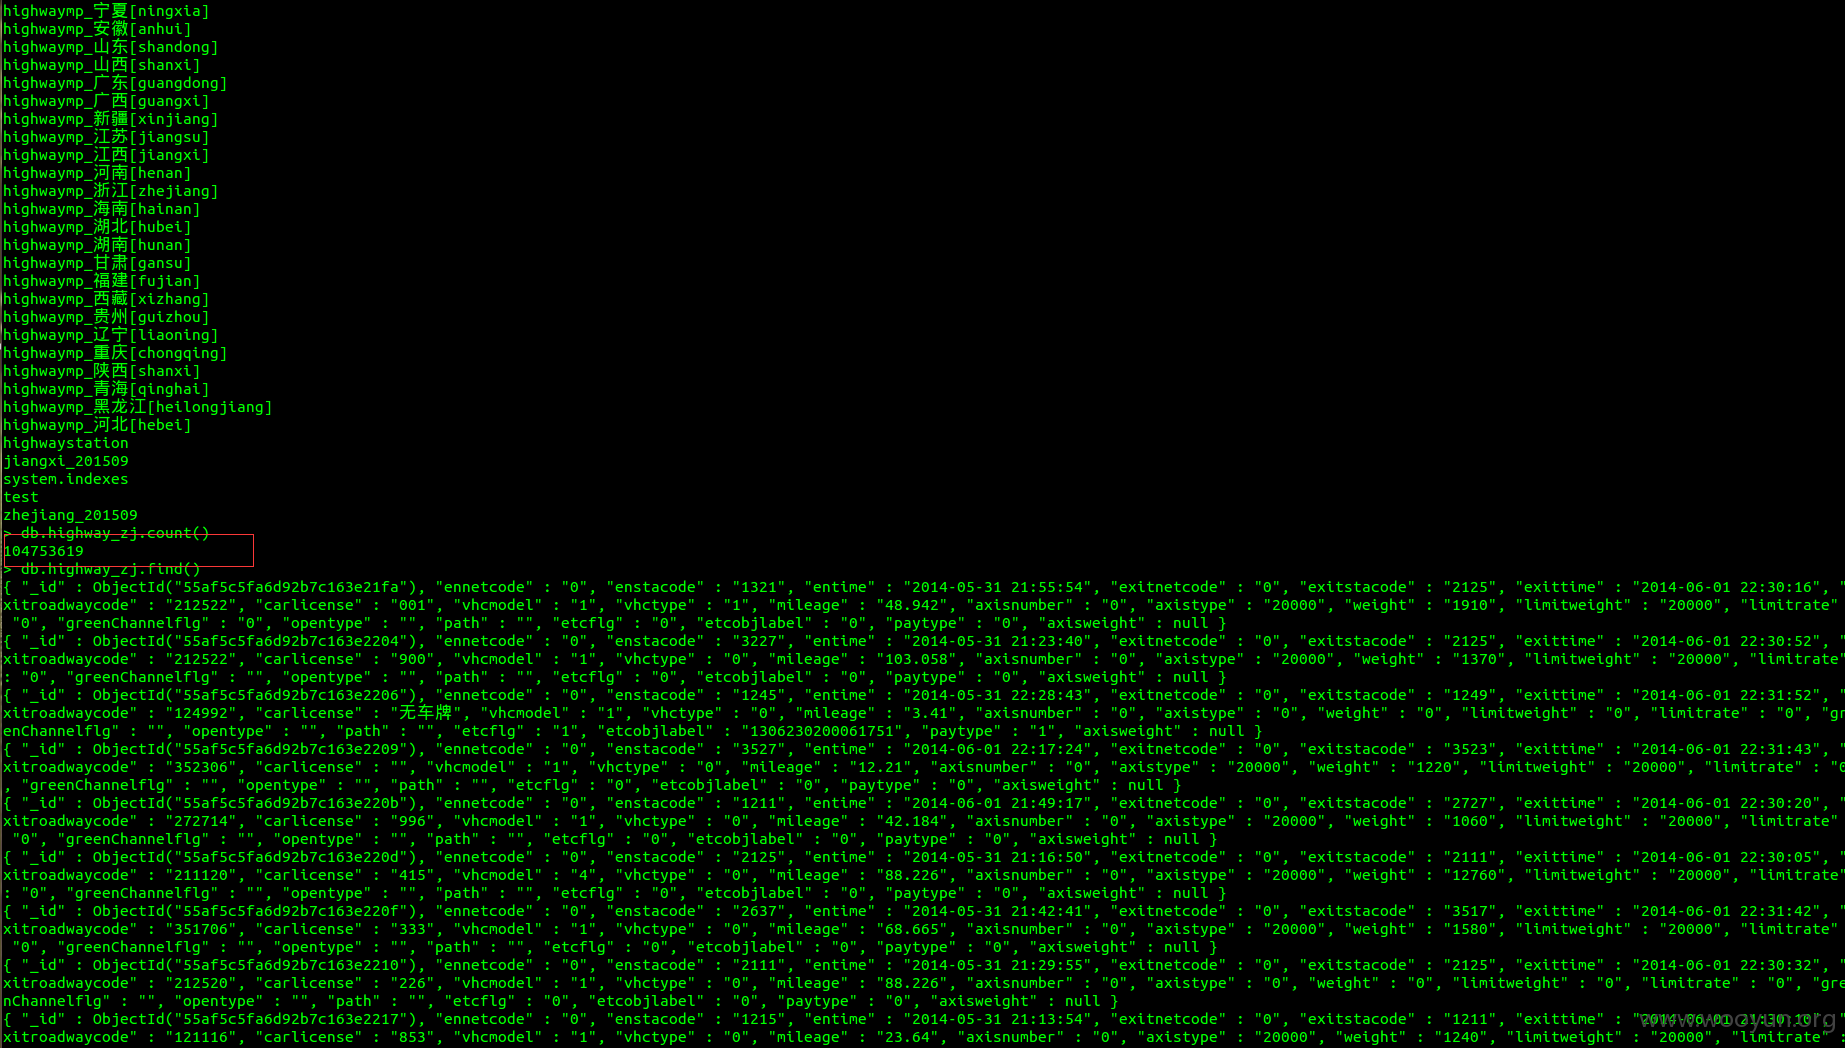 highwaymp_宁夏[ningxia]
highwaymp_安徽[anhui]
highwaymp_山东[shandong]
highwaymp_山西[shanxi]
highwaymp_广东[guangdong]
highwaymp_广西[guangxi]
highwaymp_新疆[xinjiang]
highwaymp_江苏[jiangsu]
highwaymp_江西[jiangxi]
highwaymp_河南[henan]
highwaymp_浙江[zhejiang]
highwaymp_海南[hainan]
highwaymp_湖北[hubei]
highwaymp_湖南[hunan]
highwaymp_甘肃[gansu]
highwaymp_福建[fujian]
highwaymp_西藏[xizhang]
highwaymp_贵州[guizhou]
highwaymp_辽宁[liaoning]
highwaymp_重庆[chongqing]
highwaymp_陕西[shanxi]
highwaymp_青海[qinghai]
highwaymp_黑龙江[heilongjiang]
highwaymp_河北[hebei]
highwaystation
jiangxi_201509
system.indexes
test
zhejiang_201509
> db.highway_zj.count()
104753619
> db.highway_zj.find()
{ "_id" : ObjectId("55af5c5fa6d92b7c163e21fa"), "ennetcode" : "0", "enstacode" : "1321", "entime" : "2014-05-31 21:55:54", "exitnetcode" : "0", "exitstacode" : "2125", "exittime" : "2014-06-01 22:30:16", "
xitroadwaycode" : "212522", "carlicense" : "001", "vhcmodel" : "1", "vhctype" : "1", "mileage" : "48.942", "axisnumber" : "0", "axistype" : "20000", "weight" : "1910", "limitweight" : "20000", "limitrate" :
"0", "greenChannelflg" : "0", "opentype" : "", "path" : "", "etcflg" : "0", "etcobjlabel" : "0", "paytype" : "0", "axisweight" : null }
{ "_id" : ObjectId("55af5c5fa6d92b7c163e2204"), "ennetcode" : "0", "enstacode" : "3227", "entime" : "2014-05-31 21:23:40", "exitnetcode" : "0", "exitstacode" : "2125", "exittime" : "2014-06-01 22:30:52", "
xitroadwaycode" : "212522", "carlicense" : "900", "vhcmodel" : "1", "vhctype" : "0", "mileage" : "103.058", "axisnumber" : "0", "axistype" : "20000", "weight" : "1370", "limitweight" : "20000", "limitrate"
: "0", "greenChannelflg" : "", "opentype" : "", "path" : "", "etcflg" : "0", "etcobjlabel" : "0", "paytype" : "0", "axisweight" : null }
{ "_id" : ObjectId("55af5c5fa6d92b7c163e2206"), "ennetcode" : "0", "enstacode" : "1245", "entime" : "2014-05-31 22:28:43", "exitnetcode" : "0", "exitstacode" : "1249", "exittime" : "2014-06-01 22:31:52", "
xitroadwaycode" : "124992", "carlicense" : "无车牌", "vhcmodel" : "1", "vhctype" : "0", "mileage" : "3.41", "axisnumber" : "0", "axistype" : "0", "weight" : "0", "limitweight" : "0", "limitrate" : "0", "gr
enChannelflg" : "", "opentype" : "", "path" : "", "etcflg" : "1", "etcobjlabel" : "1306230200061751", "paytype" : "1", "axisweight" : null }
{ "_id" : ObjectId("55af5c5fa6d92b7c163e2209"), "ennetcode" : "0", "enstacode" : "3527", "entime" : "2014-06-01 22:17:24", "exitnetcode" : "0", "exitstacode" : "3523", "exittime" : "2014-06-01 22:31:43", "
xitroadwaycode" : "352306", "carlicense" : "", "vhcmodel" : "1", "vhctype" : "0", "mileage" : "12.21", "axisnumber" : "0", "axistype" : "20000", "weight" : "1220", "limitweight" : "20000", "limitrate" : "0
, "greenChannelflg" : "", "opentype" : "", "path" : "", "etcflg" : "0", "etcobjlabel" : "0", "paytype" : "0", "axisweight" : null }
{ "_id" : ObjectId("55af5c5fa6d92b7c163e220b"), "ennetcode" : "0", "enstacode" : "1211", "entime" : "2014-06-01 21:49:17", "exitnetcode" : "0", "exitstacode" : "2727", "exittime" : "2014-06-01 22:30:20", "
xitroadwaycode" : "272714", "carlicense" : "996", "vhcmodel" : "1", "vhctype" : "0", "mileage" : "42.184", "axisnumber" : "0", "axistype" : "20000", "weight" : "1060", "limitweight" : "20000", "limitrate" :
"0", "greenChannelflg" : "", "opentype" : "", "path" : "", "etcflg" : "0", "etcobjlabel" : "0", "paytype" : "0", "axisweight" : null }
{ "_id" : ObjectId("55af5c5fa6d92b7c163e220d"), "ennetcode" : "0", "enstacode" : "2125", "entime" : "2014-05-31 21:16:50", "exitnetcode" : "0", "exitstacode" : "2111", "exittime" : "2014-06-01 22:30:05", "
xitroadwaycode" : "211120", "carlicense" : "415", "vhcmodel" : "4", "vhctype" : "0", "mileage" : "88.226", "axisnumber" : "0", "axistype" : "20000", "weight" : "12760", "limitweight" : "20000", "limitrate"
: "0", "greenChannelflg" : "", "opentype" : "", "path" : "", "etcflg" : "0", "etcobjlabel" : "0", "paytype" : "0", "axisweight" : null }
{ "_id" : ObjectId("55af5c5fa6d92b7c163e220f"), "ennetcode" : "0", "enstacode" : "2637", "entime" : "2014-05-31 21:42:41", "exitnetcode" : "0", "exitstacode" : "3517", "exittime" : "2014-06-01 22:31:42", "
xitroadwaycode" : "351706", "carlicense" : "333", "vhcmodel" : "1", "vhctype" : "0", "mileage" : "68.665", "axisnumber" : "0", "axistype" : "20000", "weight" : "1580", "limitweight" : "20000", "limitrate" :
"0", "greenChannelflg" : "", "opentype" : "", "path" : "", "etcflg" : "0", "etcobjlabel" : "0", "paytype" : "0", "axisweight" : null }
{ "_id" : ObjectId("55af5c5fa6d92b7c163e2210"), "ennetcode" : "0", "enstacode" : "2111", "entime" : "2014-05-31 21:29:55", "exitnetcode" : "0", "exitstacode" : "2125", "exittime" : "2014-06-01 22:30:32", "
xitroadwaycode" : "212520", "carlicense" : "226", "vhcmodel" : "1", "vhctype" : "0", "mileage" : "88.226", "axisnumber" : "0", "axistype" : "0", "weight" : "0", "limitweight" : "0", "limitrate" : "0", "gre
nChannelflg" : "", "opentype" : "", "path" : "", "etcflg" : "0", "etcobjlabel" : "0", "paytype" : "0", "axisweight" : null }
{ "_id" : ObjectId("55af5c5fa6d92b7c163e2217"), "ennetcode" : "0", "enstacode" : "1215", "entime" : "2014-05-31 21:13:54", "exitnetcode" : "0", "exitstacode" : "1211", "exittime" : "2014-06-01
xitroadwaycode" : "121116", "carlicense" : "853", "vhcmodel" : "1", "vhctype" : "0", "mileage" : "23.64", "axisnumber" : "0", "axistype" : "20000", "weight" : "1240", "limitweight" : "20000", "limitrate" :
www.wooyun.org